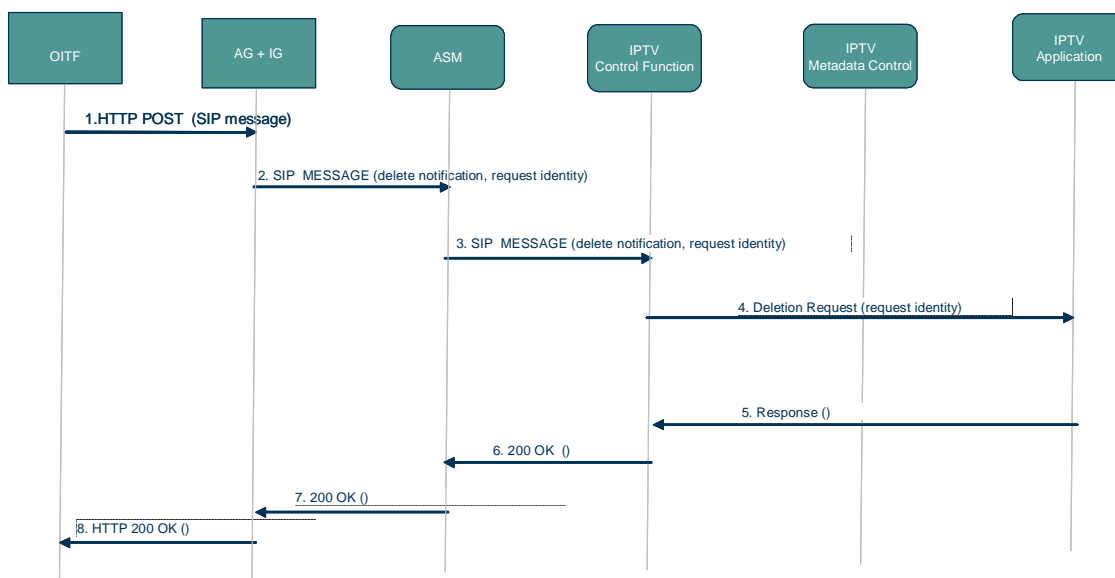 OITF
AG + IG
ASM
IPTV
Control Function
IPTV
Metadata Control
IPTV
Application
1.HTTP POST (SIP message)
2. SIP MESSAGE (delete notification, request identity)
3. SIP MESSAGE (delete notification, request identity)
4. Deletion Request (request identity)
5. Response ()
6. 200 OK ()
7. 200 OK ()
8. HTTP 200 OK ()